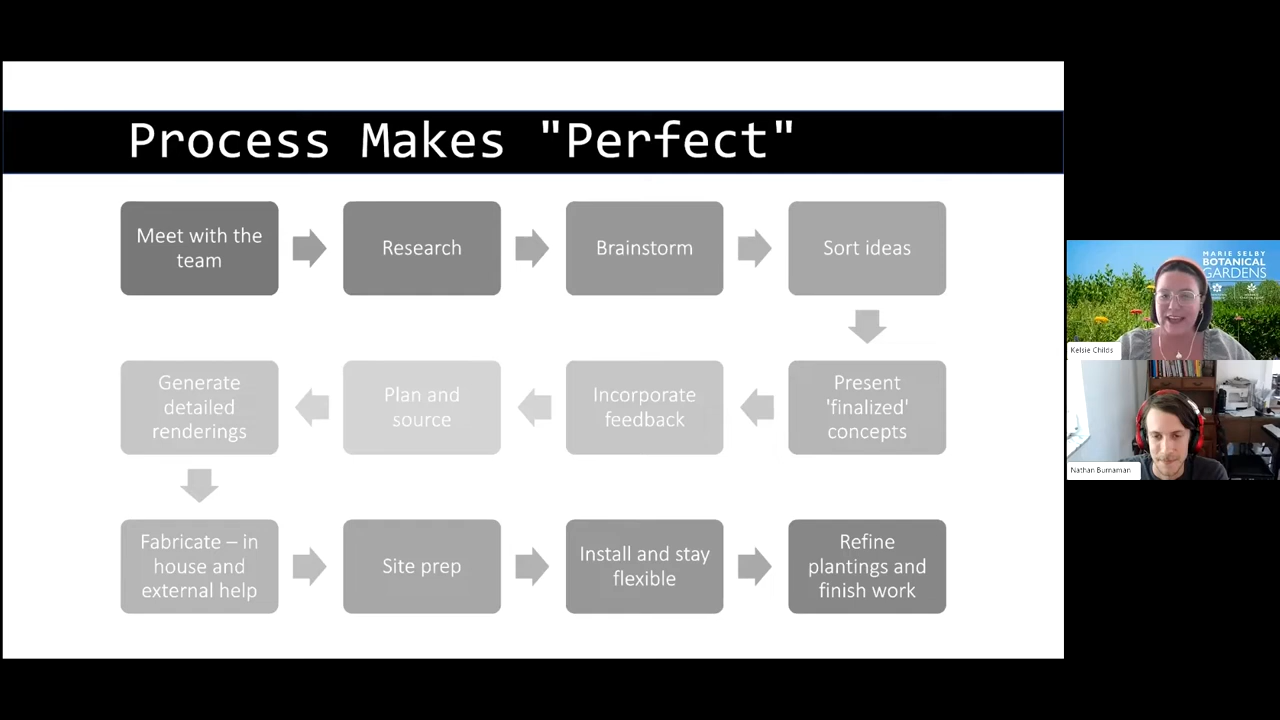 Process Makes "Perfect"
Meet with the
team
Research
Brainstorm
Sort ideas
Present
'finalized'
concepts
Incorporate
feedback
Plan and
source
Generate
detailed
renderings
Fabricate – in
house and
external help
Site prep
Install and stay
flexible
Refine
plantings and
finish work
MARIE SELBY
BOTANICAL
GARDENS
Kelsie Childs
Nathan Burnaman